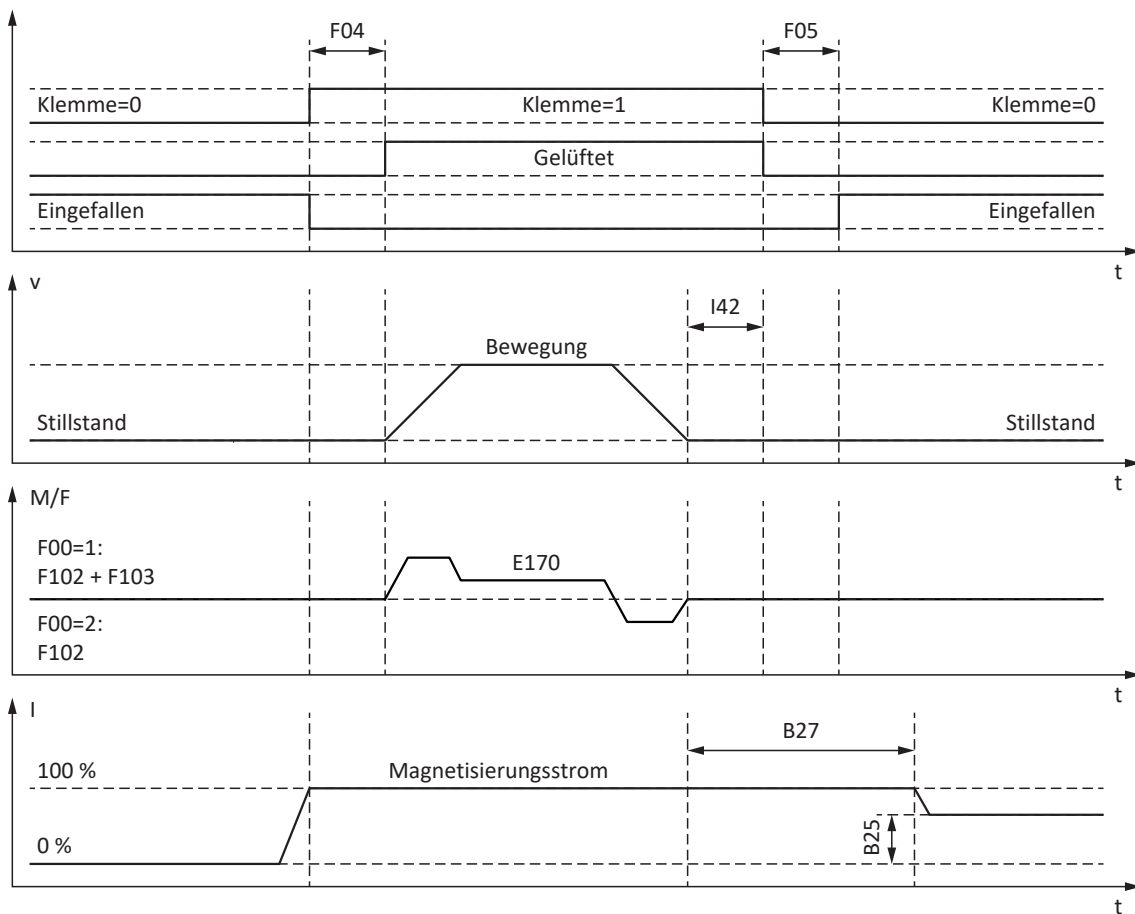 F04
F05
Klemme=0
Klemme=1
Klemme=0
Gelüftet
Eingefallen
Eingefallen
t
v
I42
Bewegung
Stillstand
Stillstand
t
M/F
F00=1:
F102 + F103
E170
F00=2:
F102
t
I
B27
100 %
Magnetisierungsstrom
B25
0 %
t